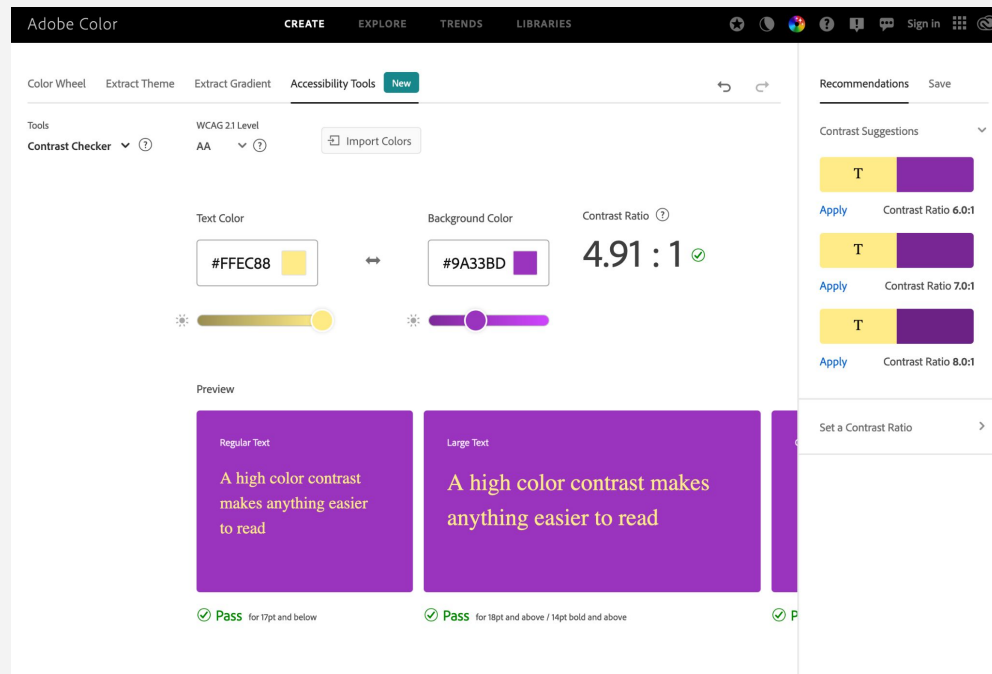 Adobe Color CREATE EXPLORE TRENDS LIBRARIES Sign in
Color Wheel Extract Theme Extract Gradient Accessibility Tools New
Recommendations Save
Tools
Contrast Checker
WCAG 2.1 Level
AA
Import Colors
Contrast Suggestions
T
Apply Contrast Ratio 6.0:1
T
Apply Contrast Ratio 7.0:1
T
Apply Contrast Ratio 8.0:1
Set a Contrast Ratio
Text Color
#FFEC88
Background Color
#9A33BD
Contrast Ratio
4.91 : 1
Preview
Regular Text
A high color contrast
makes anything easier
to read
Pass for 17pt and below
Large Text
A high color contrast makes
anything easier to read
Pass for 18pt and above / 14pt bold and above